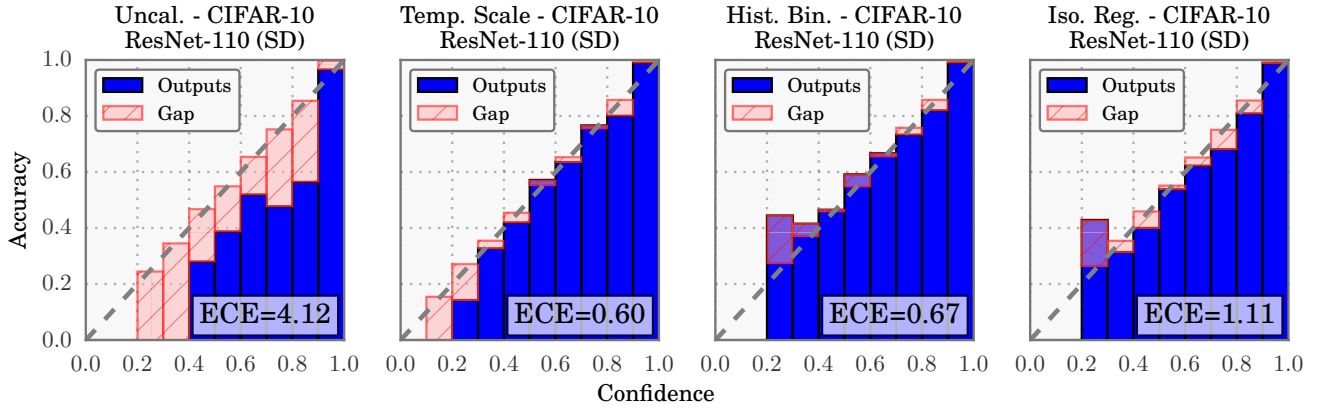 Uncal. - CIFAR-10
ResNet-110 (SD)
Temp. Scale - CIFAR-10
ResNet-110 (SD)
Hist. Bin. - CIFAR-10
ResNet-110 (SD)
Iso. Reg. - CIFAR-10
ResNet-110 (SD)
Accuracy
1.0
0.8
0.6
0.4
0.2
0.0
Outputs
Gap
ECE=4.12
0.0 0.2 0.4 0.6 0.8 1.0
Outputs
Gap
ECE=0.60
0.0 0.2 0.4 0.6 0.8 1.0
Outputs
Gap
ECE=0.67
0.0 0.2 0.4 0.6 0.8 1.0
Outputs
Gap
ECE=1.11
0.0 0.2 0.4 0.6 0.8 1.0
Confidence